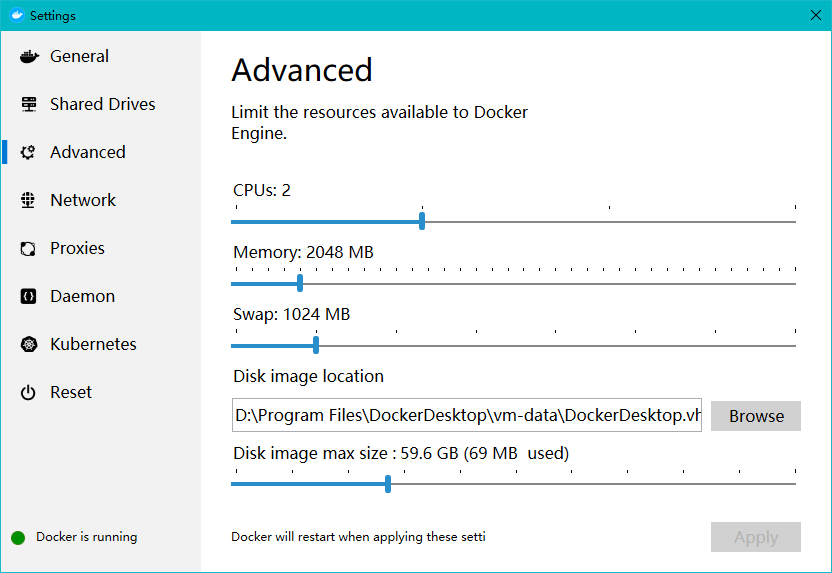 Settings
General
Shared Drives
Advanced
Network
Proxies
Daemon
Kubernetes
Reset
Docker is running
Advanced
Limit the resources available to Docker
Engine.
CPUs: 2
Memory: 2048 MB
Swap: 1024 MB
Disk image location
D:\Program Files\DockerDesktop\vm-data\DockerDesktop.vh
Browse
Disk image max size : 59.6 GB (69 MB  used)
Docker will restart when applying these setti
Apply